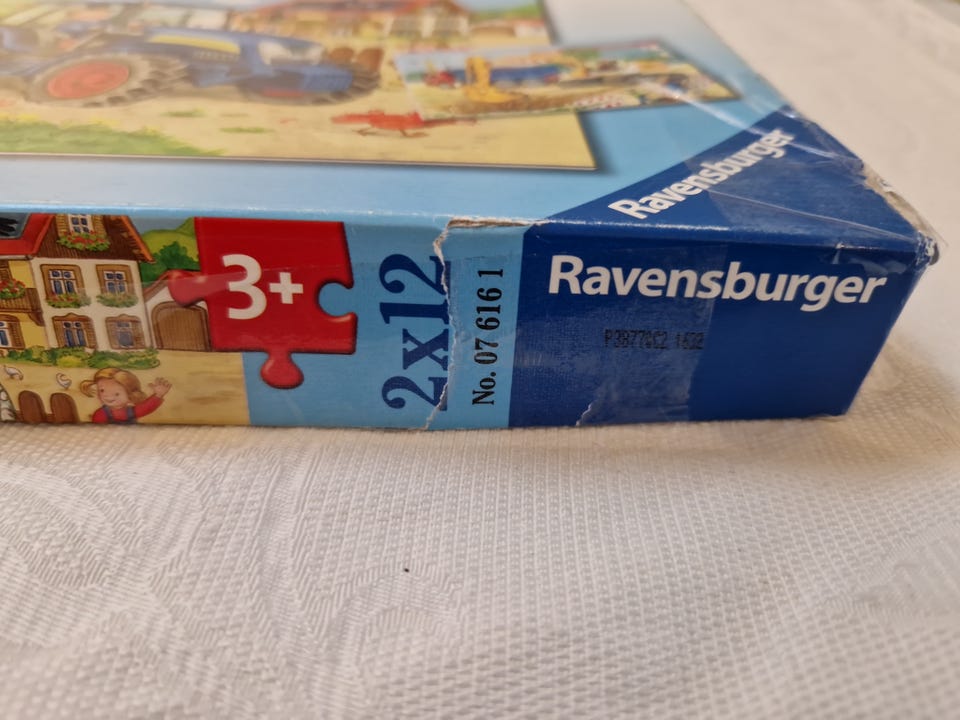 Ravensburger
3+
2x12
No. 07 616 1
Ravensburger